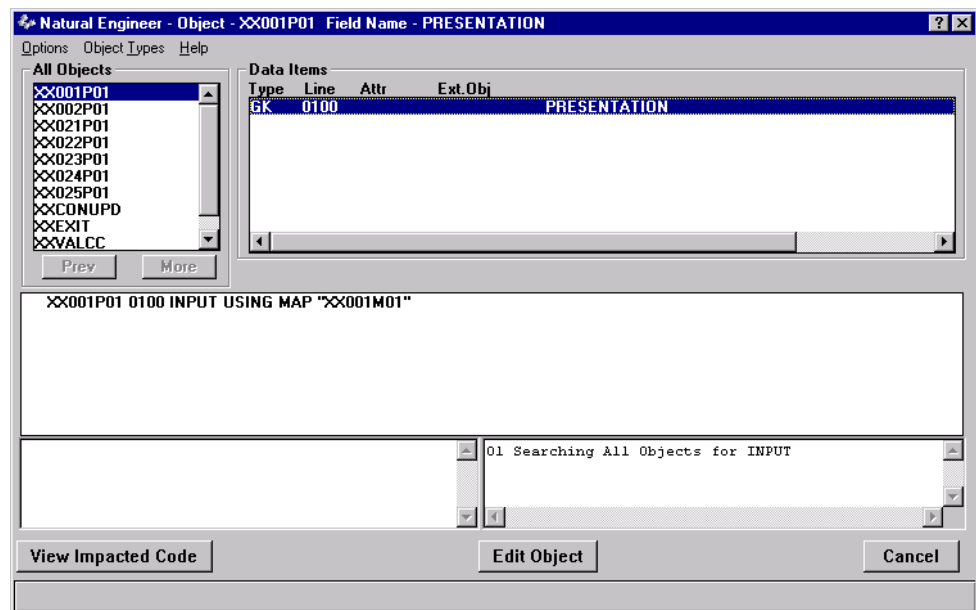 Natural Engineer - Object - XX001P01 Field Name - PRESENTATION
Options Object Types Help
All Objects
XX001P01
XX002P01
XX021P01
XX022P01
XX023P01
XX024P01
XX025P01
XXCONUPD
XXEXIT
XXVALCC
Prev More
Data Items
Type Line Attr Ext.Obj
GK 0100 PRESENTATION
XX001P01 0100 INPUT USING MAP "XX001M01"
01 Searching All Objects for INPUT
View Impacted Code Edit Object Cancel